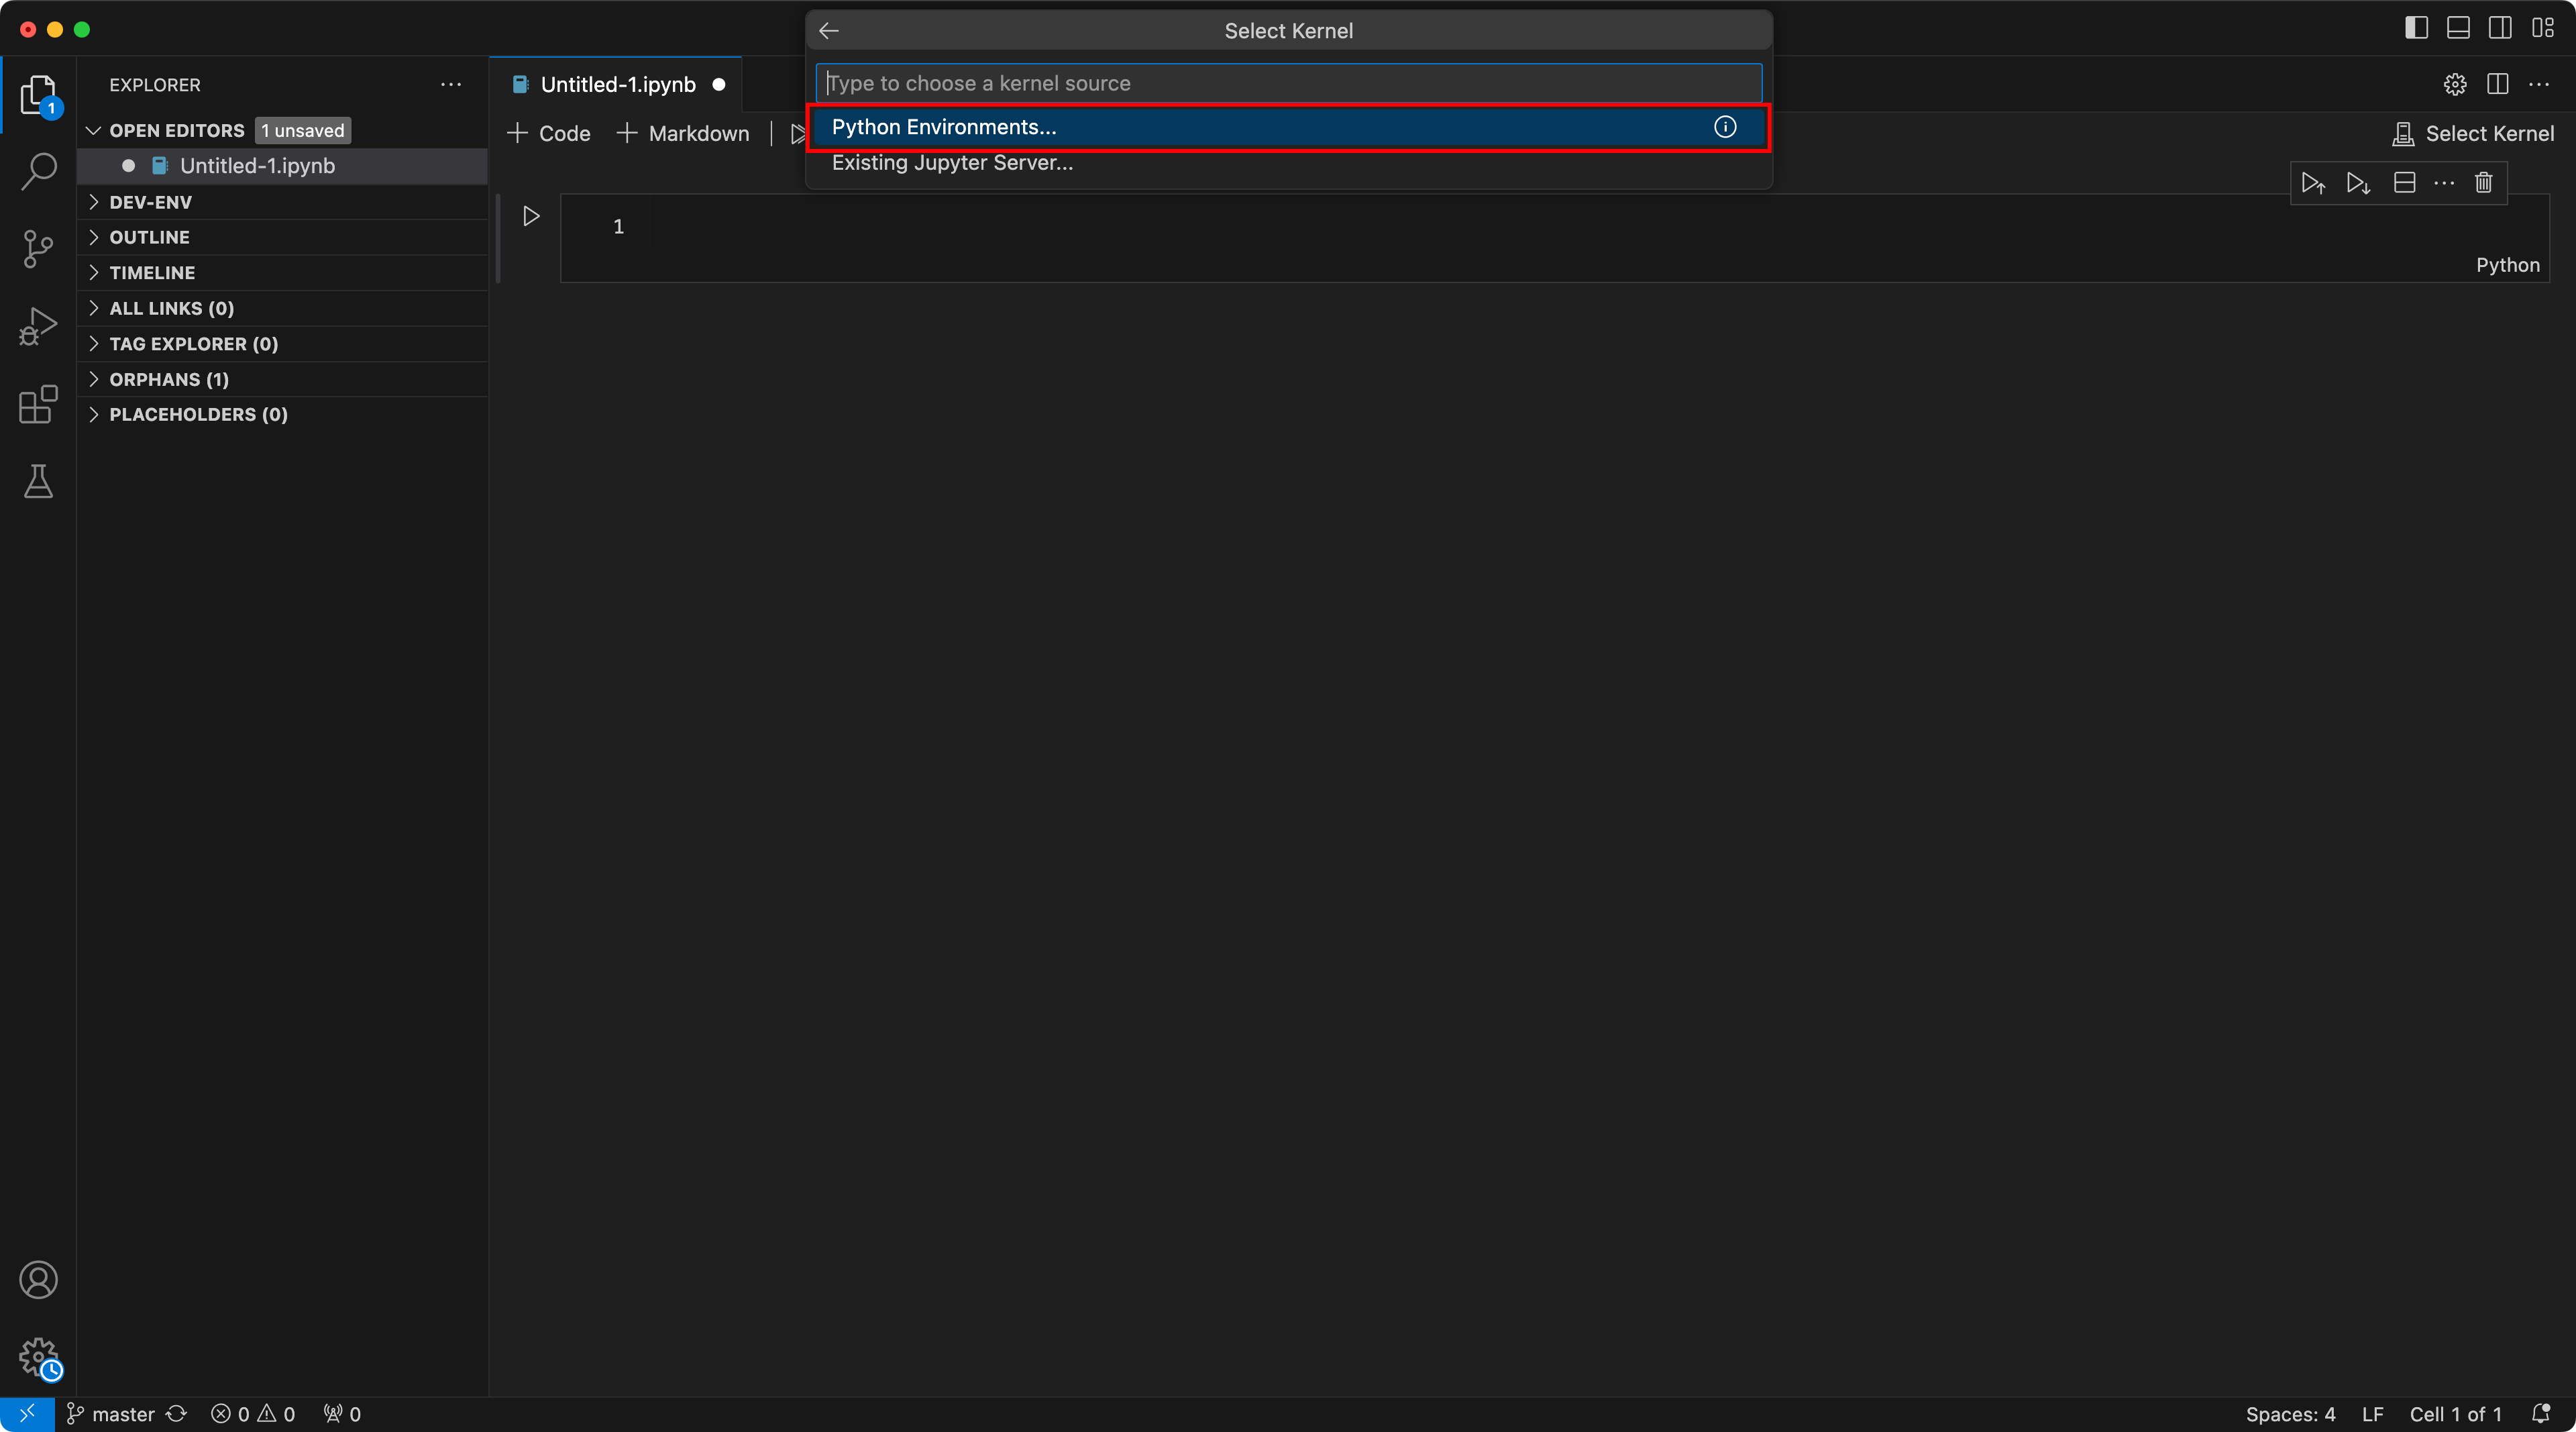 Select Kernel
Type to choose a kernel source
Python Environments...
Existing Jupyter Server...
EXPLORER
OPEN EDITORS 1 unsaved
Untitled-1.ipynb
DEV-ENV
OUTLINE
TIMELINE
ALL LINKS (0)
TAG EXPLORER (0)
ORPHANS (1)
PLACEHOLDERS (0)
1
Untitled-1.ipynb
Code Markdown
Select Kernel
1
Python
master 0 0 0
Spaces: 4 LF Cell 1 of 1